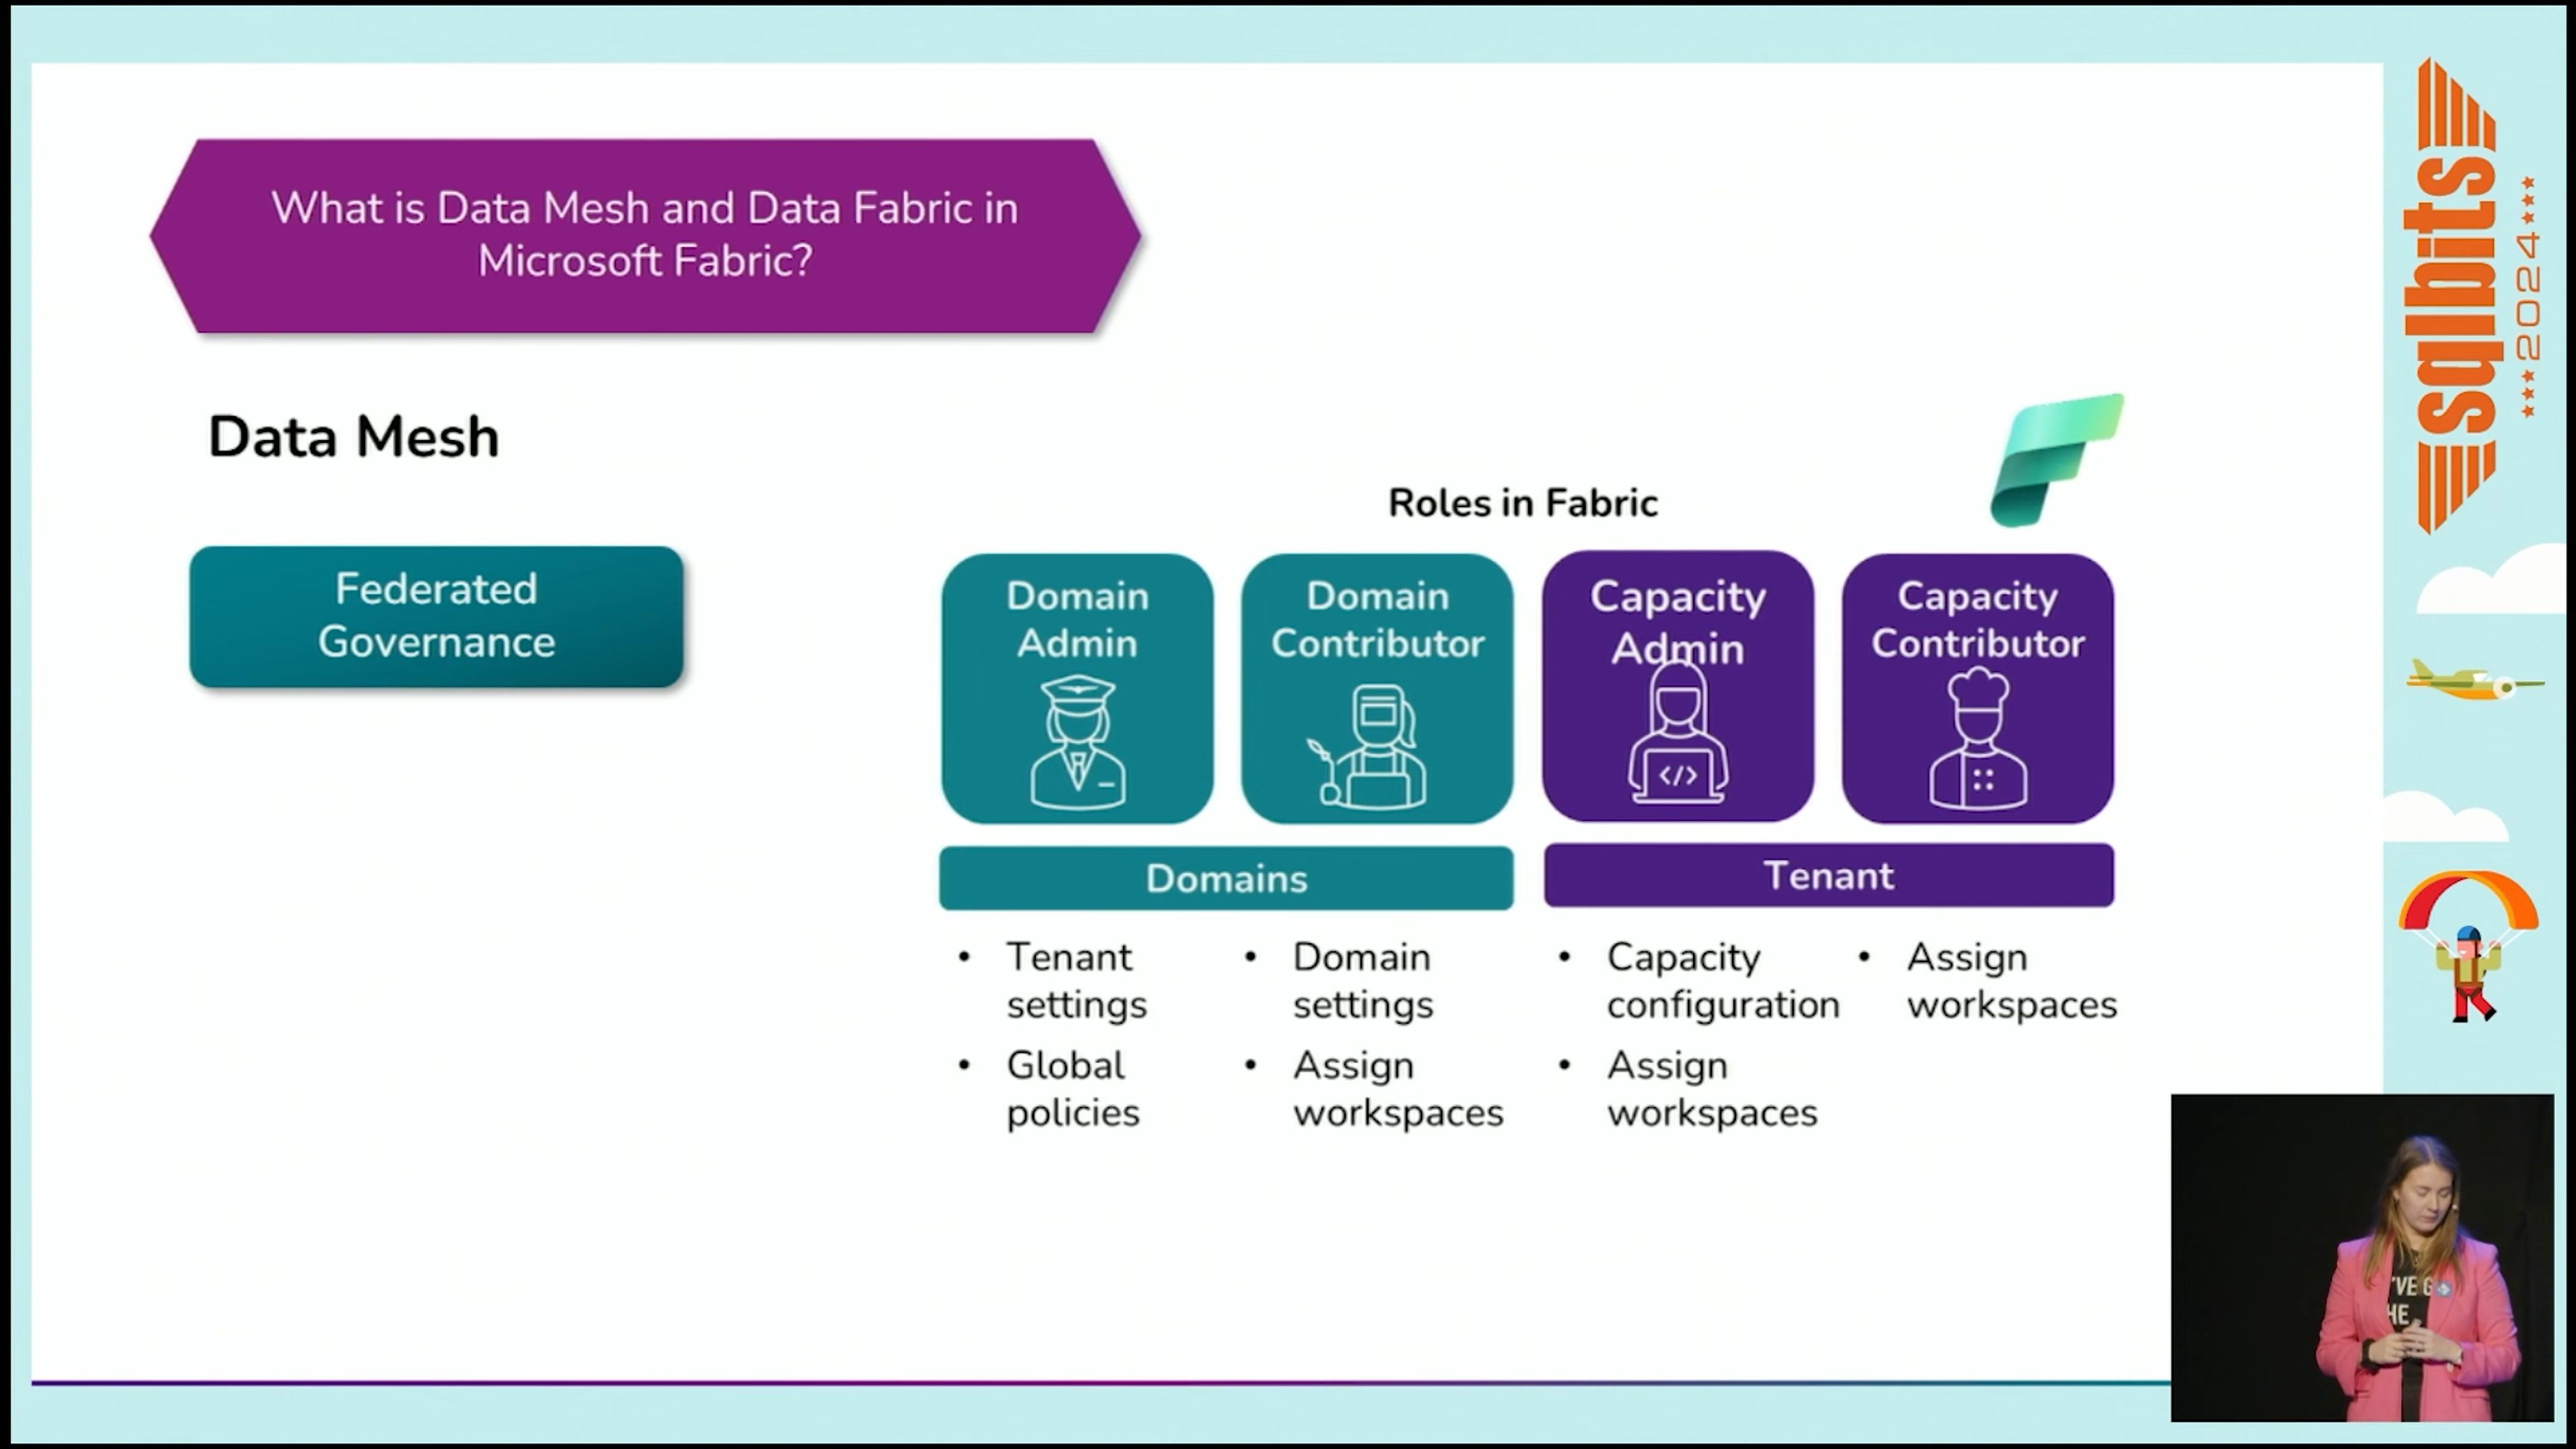 What is Data Mesh and Data Fabric in
Microsoft Fabric?
Data Mesh
Federated
Governance
Roles in Fabric
Domain
Admin
Domain
Contributor
Capacity
Admin
</>
Capacity
Contributor
Domains
Tenant
• Tenant
settings
• Global
policies
• Domain
settings
• Assign
workspaces
• Capacity
configuration
• Assign
workspaces
• Assign
workspaces
sqlbits
2024
'VE G
HE